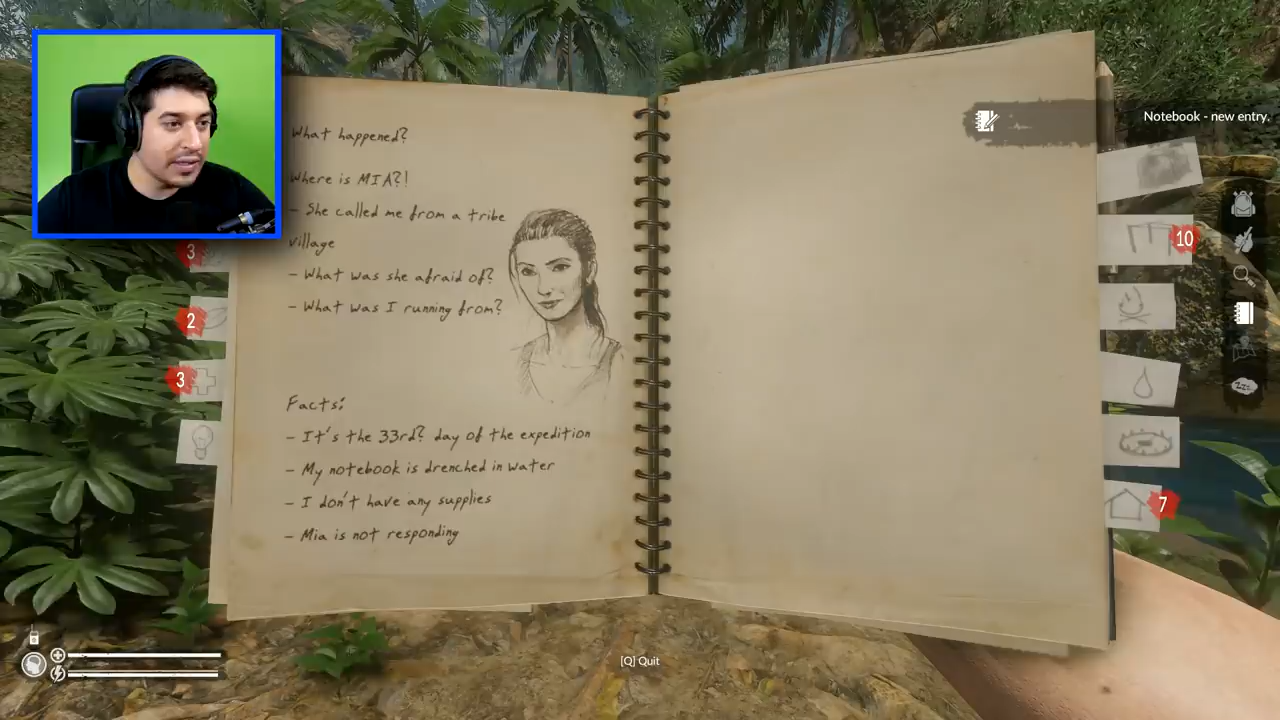 What happened?
Where is MIA?!
- She called me from a tribe
village
- What was she afraid of?
- What was I running from?
Facts:
- It's the 33rd? day of the expedition
- My notebook is drenched in water
- I don't have any supplies
- Mia is not responding
Notebook - new entry.
3
2
3
10
7
zzz
[Q] Quit